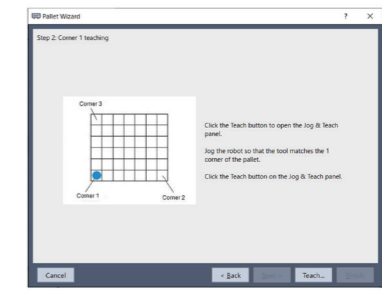 Pallet Wizard
? ×
Step 2: Corner 1 teaching
Corner 3
Click the Teach button to open the Jog & Teach
panel.
Jog the robot so that the tool matches the 1
corner of the pallet.
Click the Teach button on the Jog & Teach panel.
Corner 1
Corner 2
Cancel
< Back
Teach...